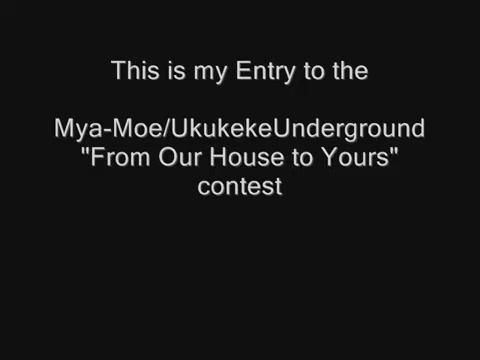 This is my Entry to the
Mya-Moe/UkukekeUnderground
"From Our House to Yours"
contest